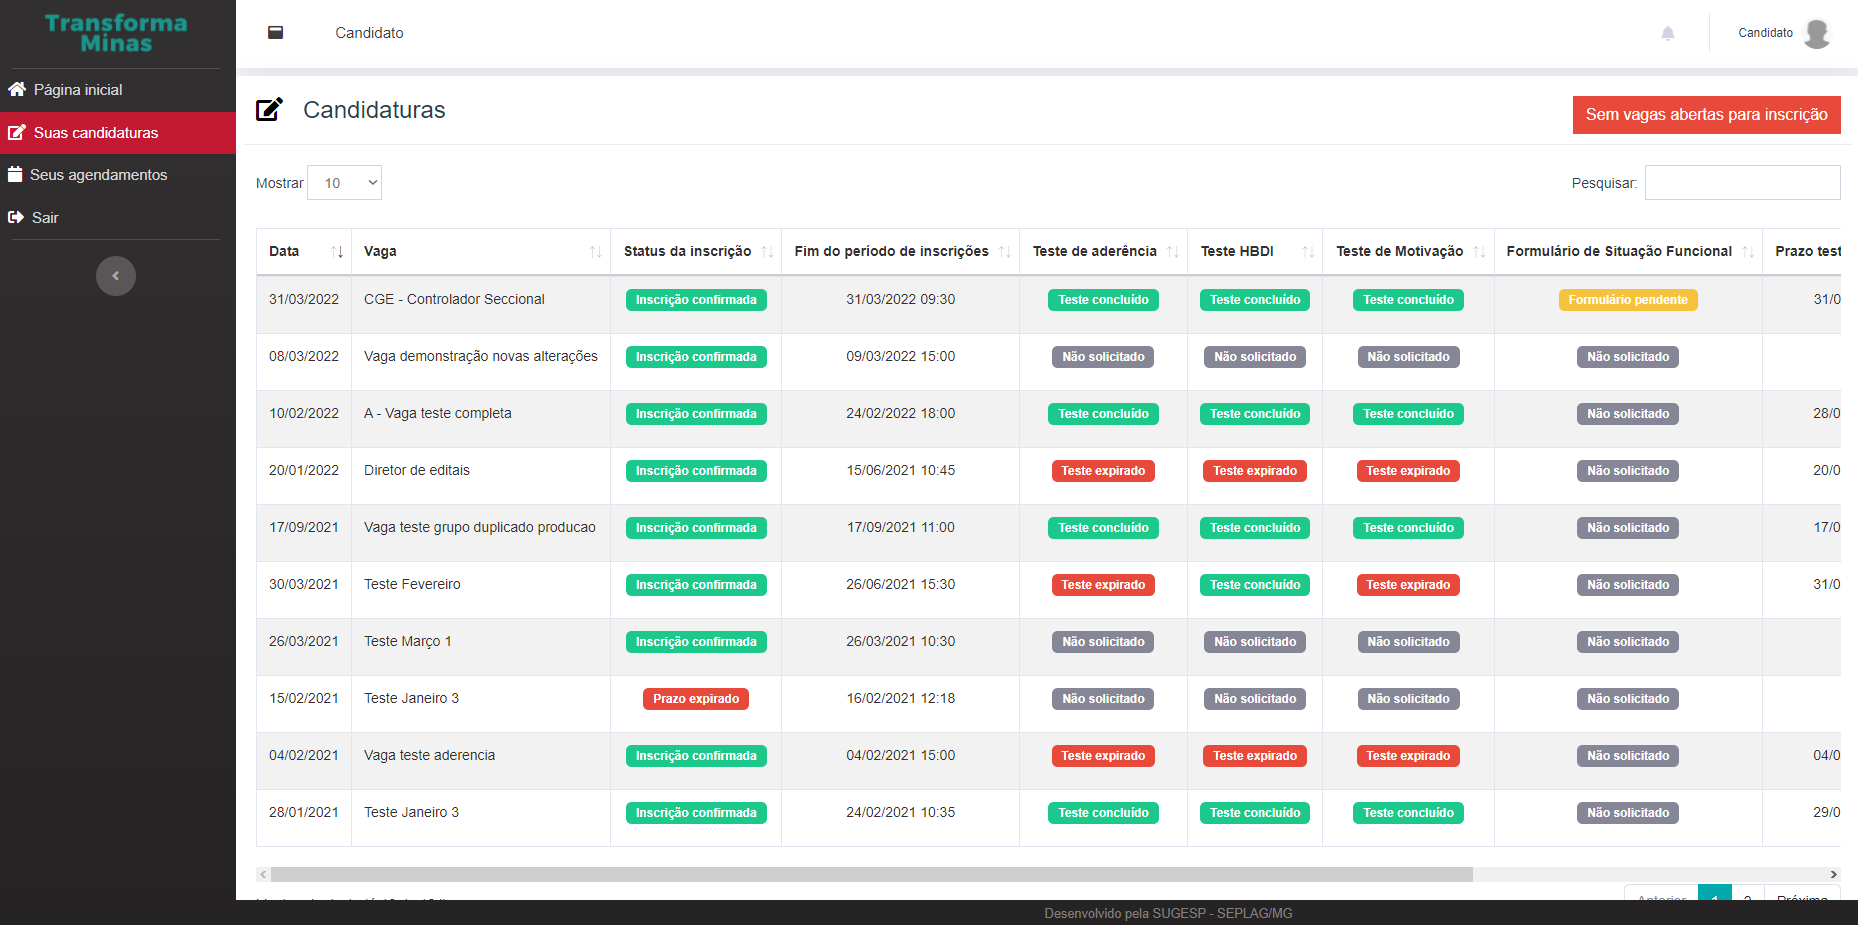 Transforma
Minas
Página inicial
Suas candidaturas
Seus agendamentos
Sair
Candidato
Candidato
Candidaturas
Sem vagas abertas para inscrição
Mostrar 10
Pesquisar:
Data Vaga Status da inscrição Fim do período de inscrições Teste de aderência Teste HBDI Teste de Motivação Formulário de Situação Funcional Prazo test
31/03/2022 CGE - Controlador Seccional Inscrição confirmada 31/03/2022 09:30 Teste concluído Teste concluído Teste concluído Formulário pendente 31/0
08/03/2022 Vaga demonstração novas alterações Inscrição confirmada 09/03/2022 15:00 Não solicitado Não solicitado Não solicitado Não solicitado
10/02/2022 A - Vaga teste completa Inscrição confirmada 24/02/2022 18:00 Teste concluído Teste concluído Teste concluído Não solicitado 28/0
20/01/2022 Diretor de editais Inscrição confirmada 15/06/2021 10:45 Teste expirado Teste expirado Teste expirado Não solicitado 20/0
17/09/2021 Vaga teste grupo duplicado producao Inscrição confirmada 17/09/2021 11:00 Teste concluído Teste concluído Teste concluído Não solicitado 17/0
30/03/2021 Teste Fevereiro Inscrição confirmada 26/06/2021 15:30 Teste expirado Teste concluído Teste expirado Não solicitado 31/0
26/03/2021 Teste Março 1 Inscrição confirmada 26/03/2021 10:30 Não solicitado Não solicitado Não solicitado Não solicitado
15/02/2021 Teste Janeiro 3 Prazo expirado 16/02/2021 12:18 Não solicitado Não solicitado Não solicitado Não solicitado
04/02/2021 Vaga teste aderencia Inscrição confirmada 04/02/2021 15:00 Teste expirado Teste expirado Teste expirado Não solicitado 04/0
28/01/2021 Teste Janeiro 3 Inscrição confirmada 24/02/2021 10:35 Teste concluído Teste concluído Teste concluído Não solicitado 29/0
Anterior 1 2 Próximo
Desenvolvido pela SUGESP - SEPLAG/MG